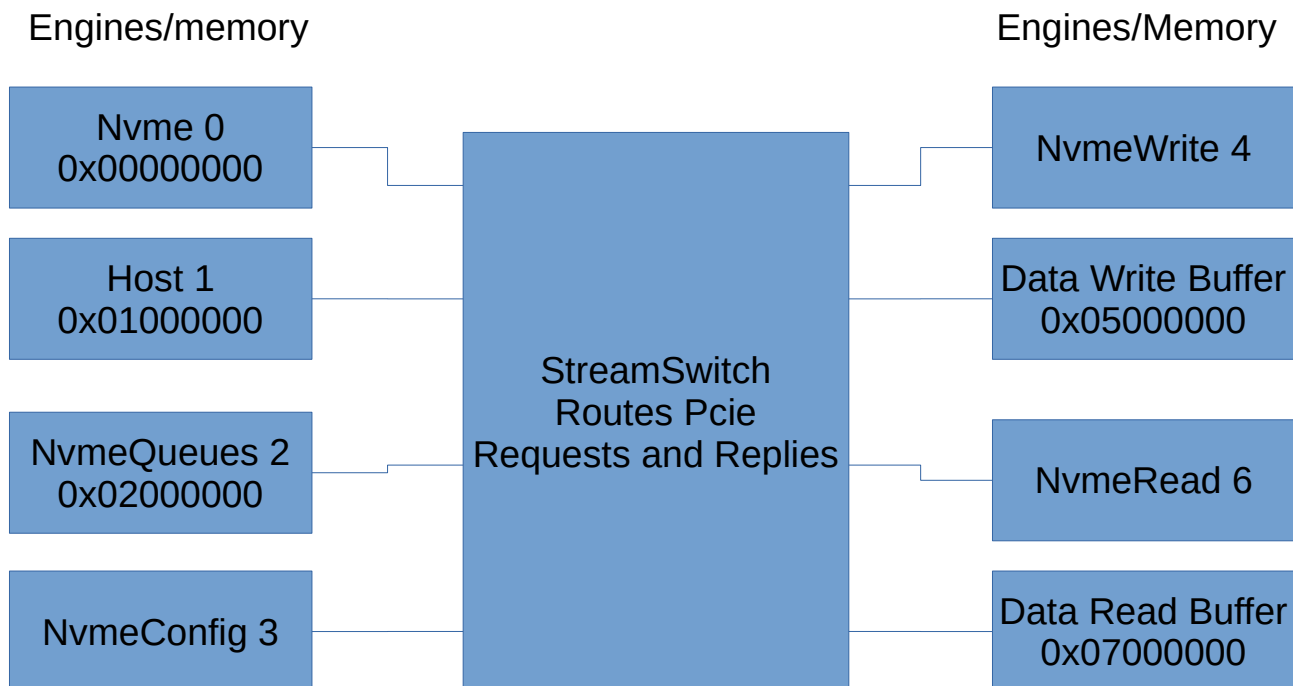 Engines/memory
Engines/Memory
Nvme 0
0x00000000
Host 1
0x01000000
NvmeQueues 2
0x02000000
NvmeConfig 3
StreamSwitch
Routes Pcie
Requests and Replies
NvmeWrite 4
Data Write Buffer
0x05000000
NvmeRead 6
Data Read Buffer
0x07000000